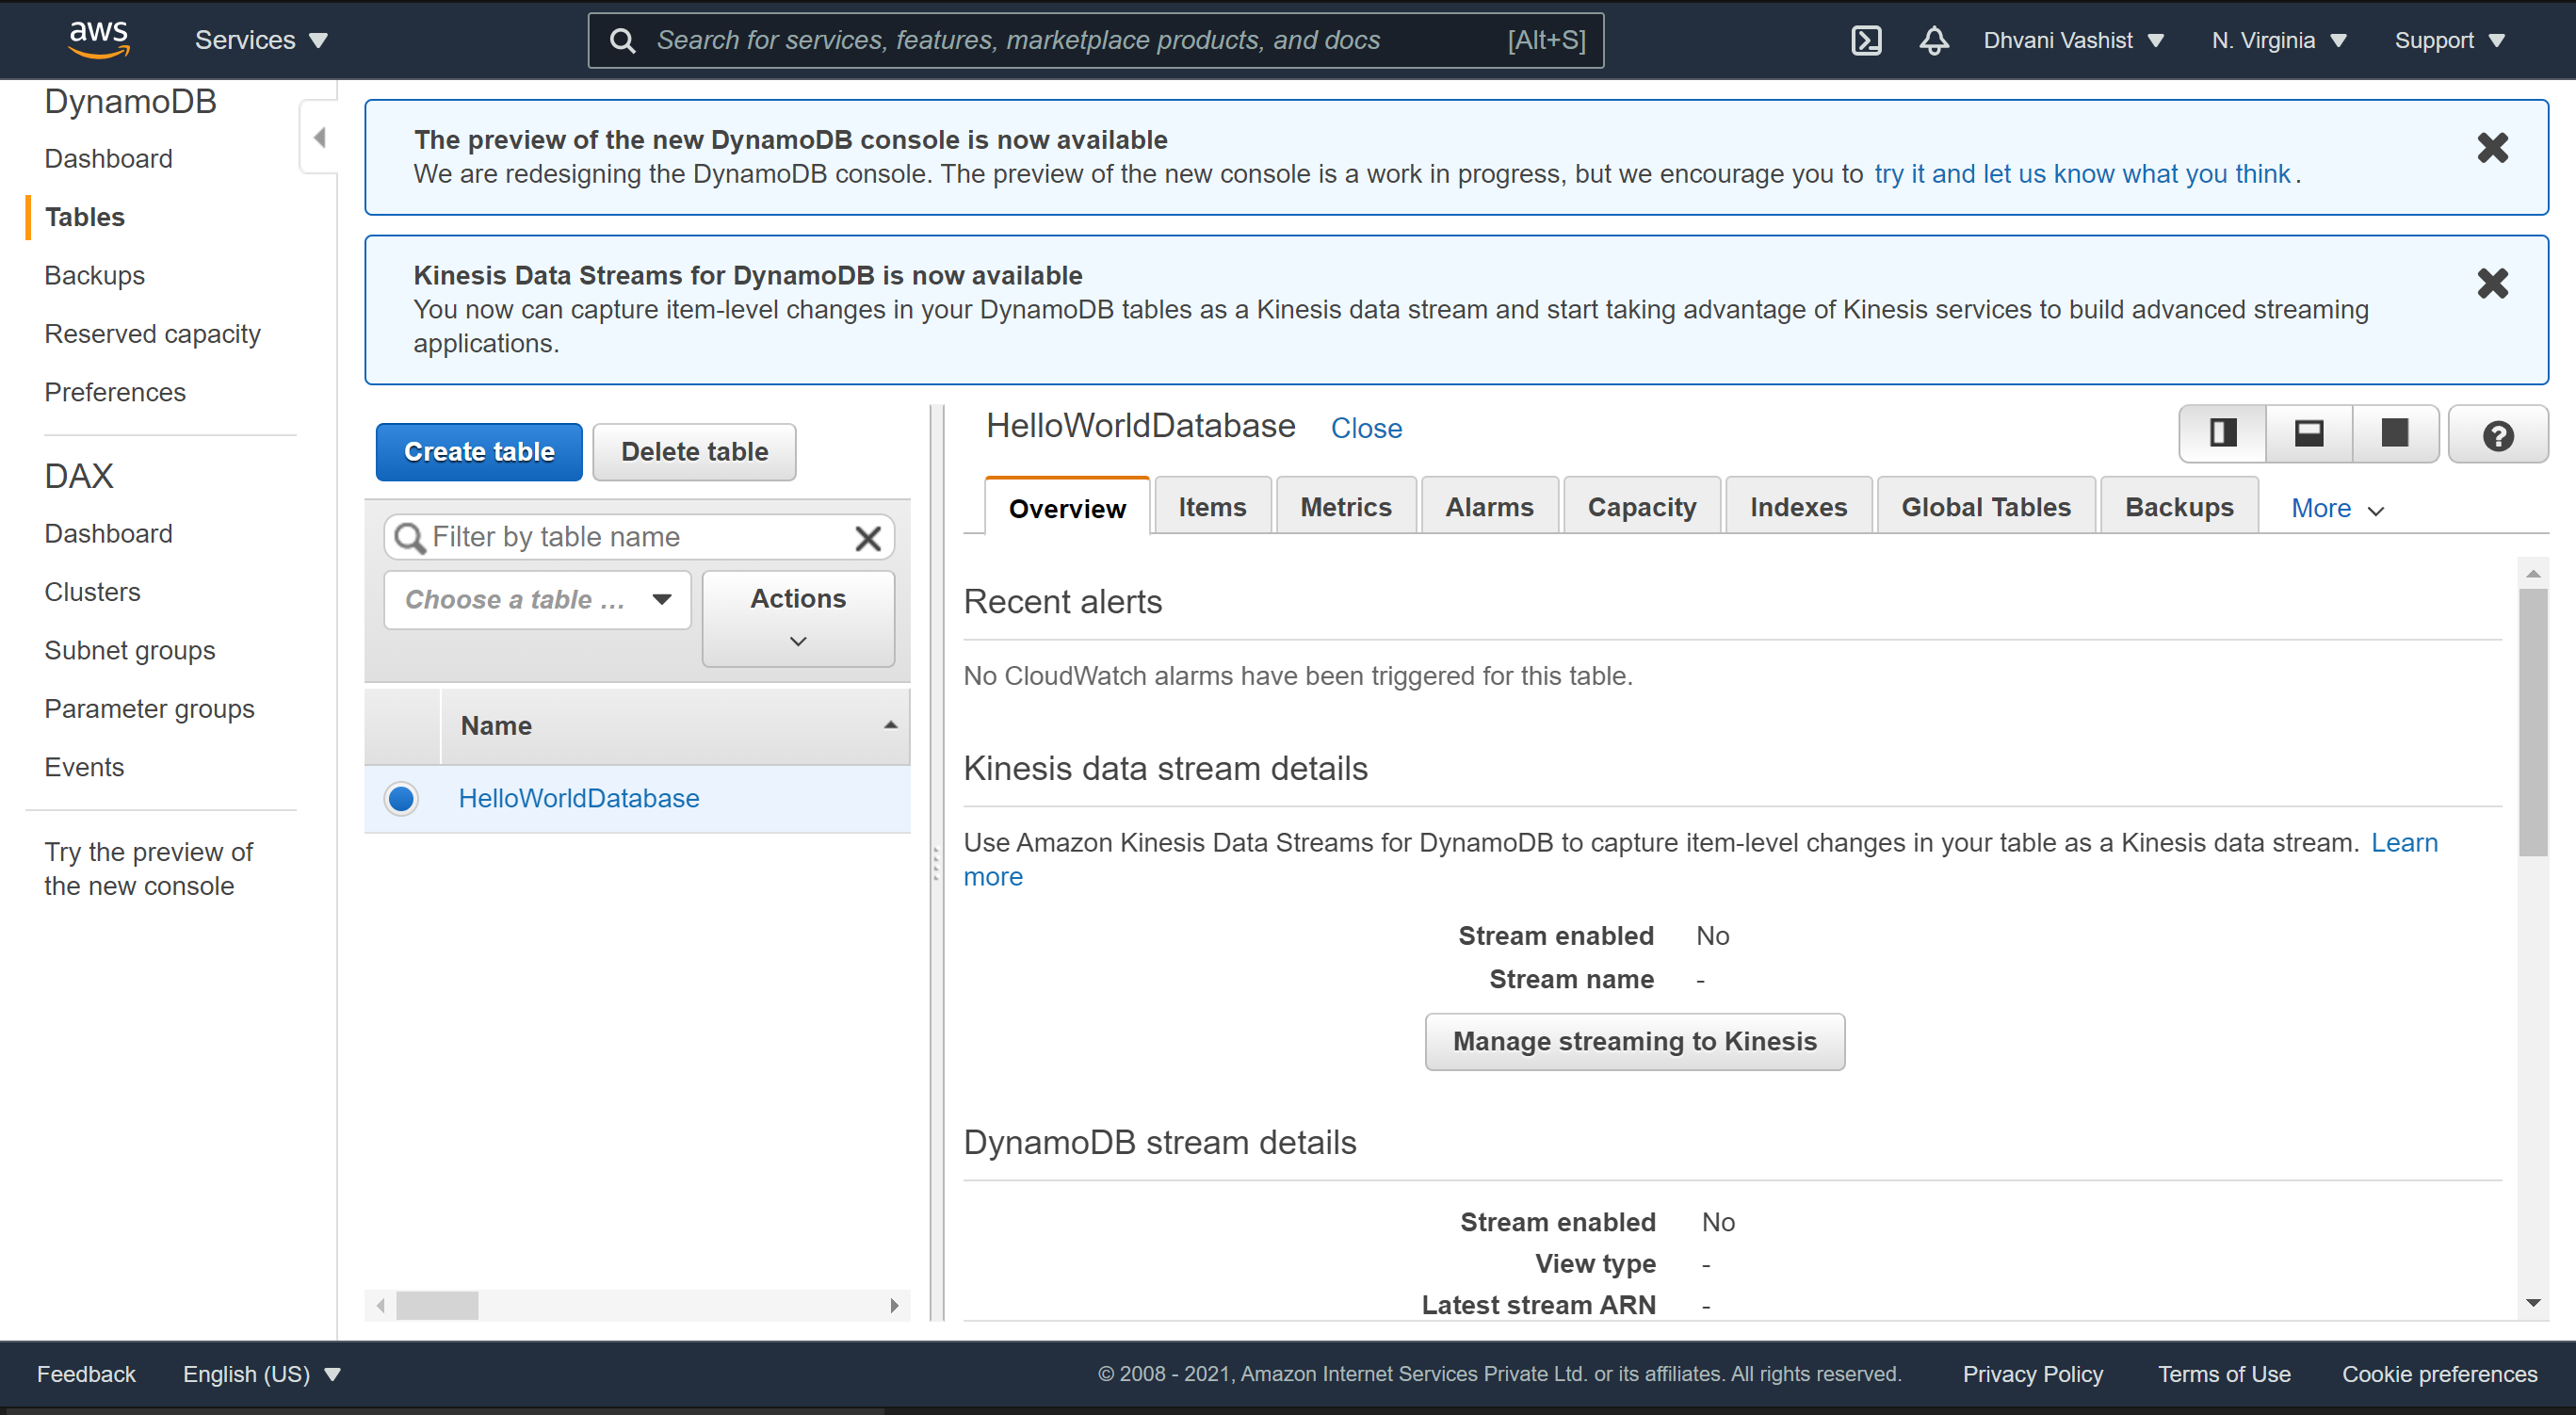 aws
Services
Search for services, features, marketplace products, and docs [Alt+S]
Dhvani Vashist
N. Virginia
Support
DynamoDB
Dashboard
Tables
Backups
Reserved capacity
Preferences
DAX
Dashboard
Clusters
Subnet groups
Parameter groups
Events
Try the preview of
the new console
The preview of the new DynamoDB console is now available
We are redesigning the DynamoDB console. The preview of the new console is a work in progress, but we encourage you to try it and let us know what you think.
Kinesis Data Streams for DynamoDB is now available
You now can capture item-level changes in your DynamoDB tables as a Kinesis data stream and start taking advantage of Kinesis services to build advanced streaming
applications.
Create table
Delete table
Filter by table name
Choose a table ...
Actions
Name
HelloWorldDatabase
HelloWorldDatabase Close
Overview
Items
Metrics
Alarms
Capacity
Indexes
Global Tables
Backups
More
Recent alerts
No CloudWatch alarms have been triggered for this table.
Kinesis data stream details
Use Amazon Kinesis Data Streams for DynamoDB to capture item-level changes in your table as a Kinesis data stream. Learn
more
Stream enabled No
Stream name -
Manage streaming to Kinesis
DynamoDB stream details
Stream enabled No
View type -
Latest stream ARN -
Feedback
English (US)
© 2008 - 2021, Amazon Internet Services Private Ltd. or its affiliates. All rights reserved.
Privacy Policy
Terms of Use
Cookie preferences